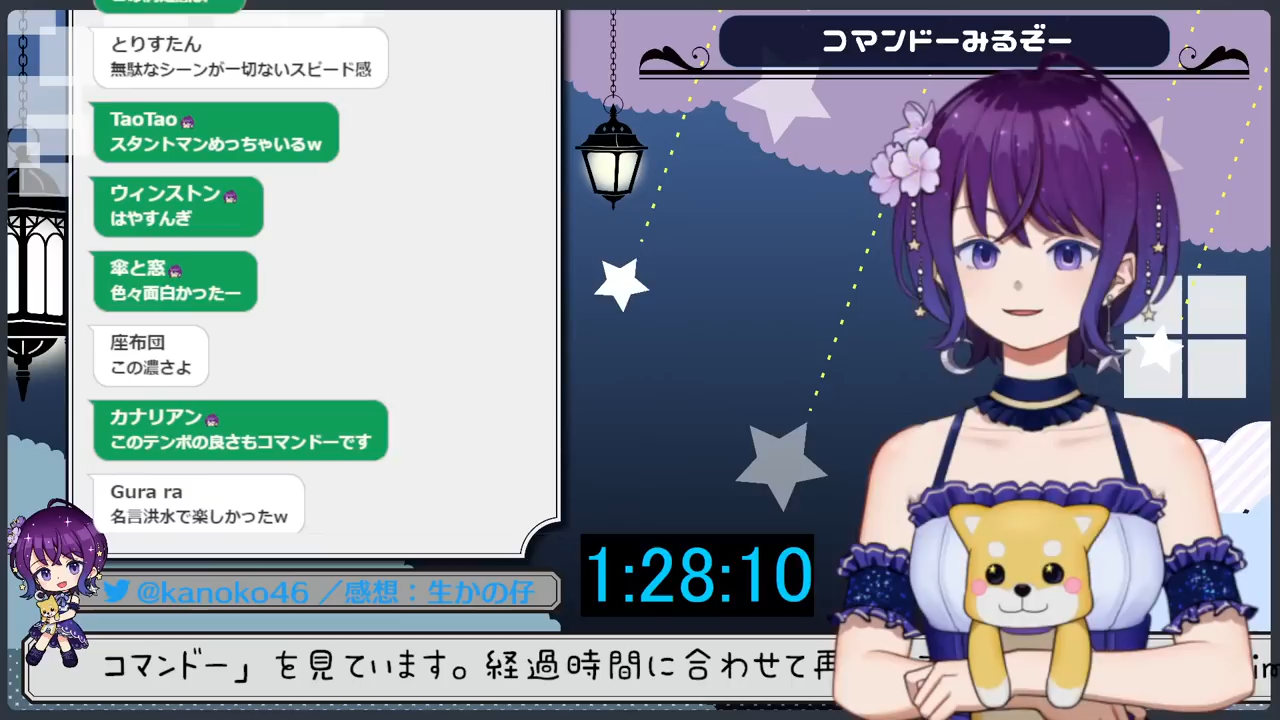 コマンドーみるぞー
とりすたん
無駄なシーンが一切ないスピード感
TaoTao
スタントマンめっちゃいるw
ウィンストン
はやすんぎ
傘と窓
色々面白かったー
座布団
この濃さよ
カナリアン
このテンポの良さもコマンドーです
Gura ra
名言洪水で楽しかったw
1:28:10
@kanoko46 ／感想：生かの仔
コマンドー」を見ています。経過時間に合わせて再